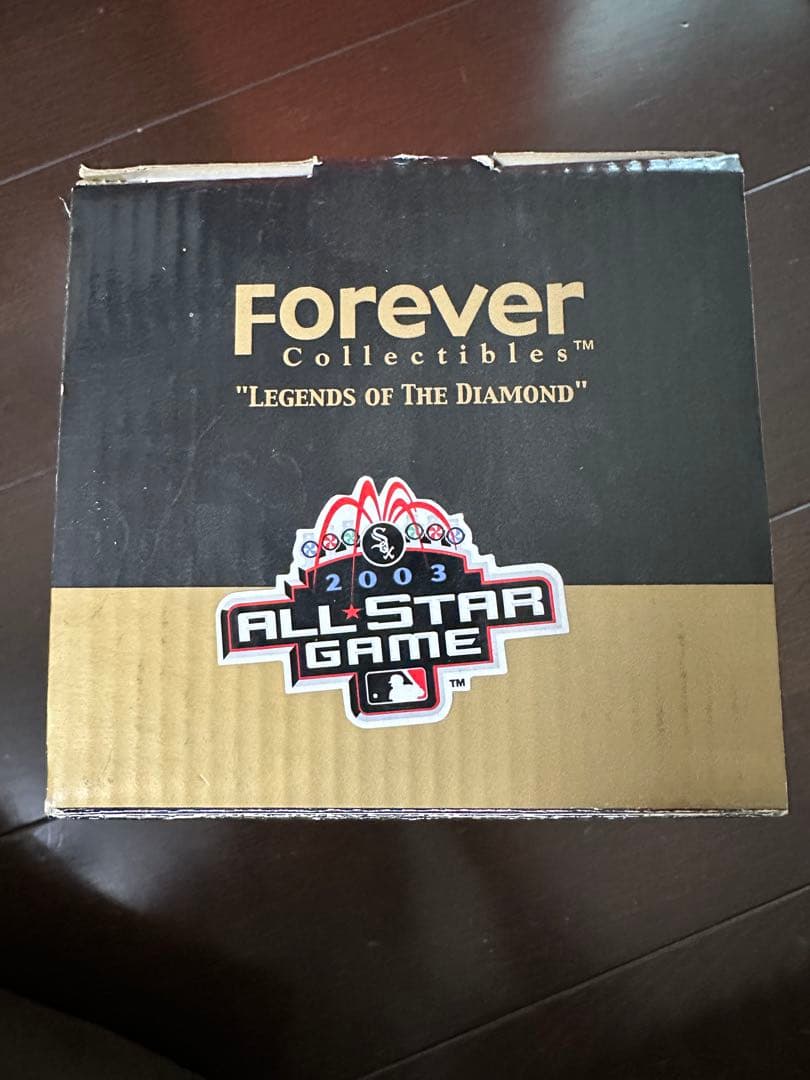 Forever
Collectibles™
"LEGENDS OF THE DIAMOND"
Sox
2003
ALL★STAR
GAME
TM